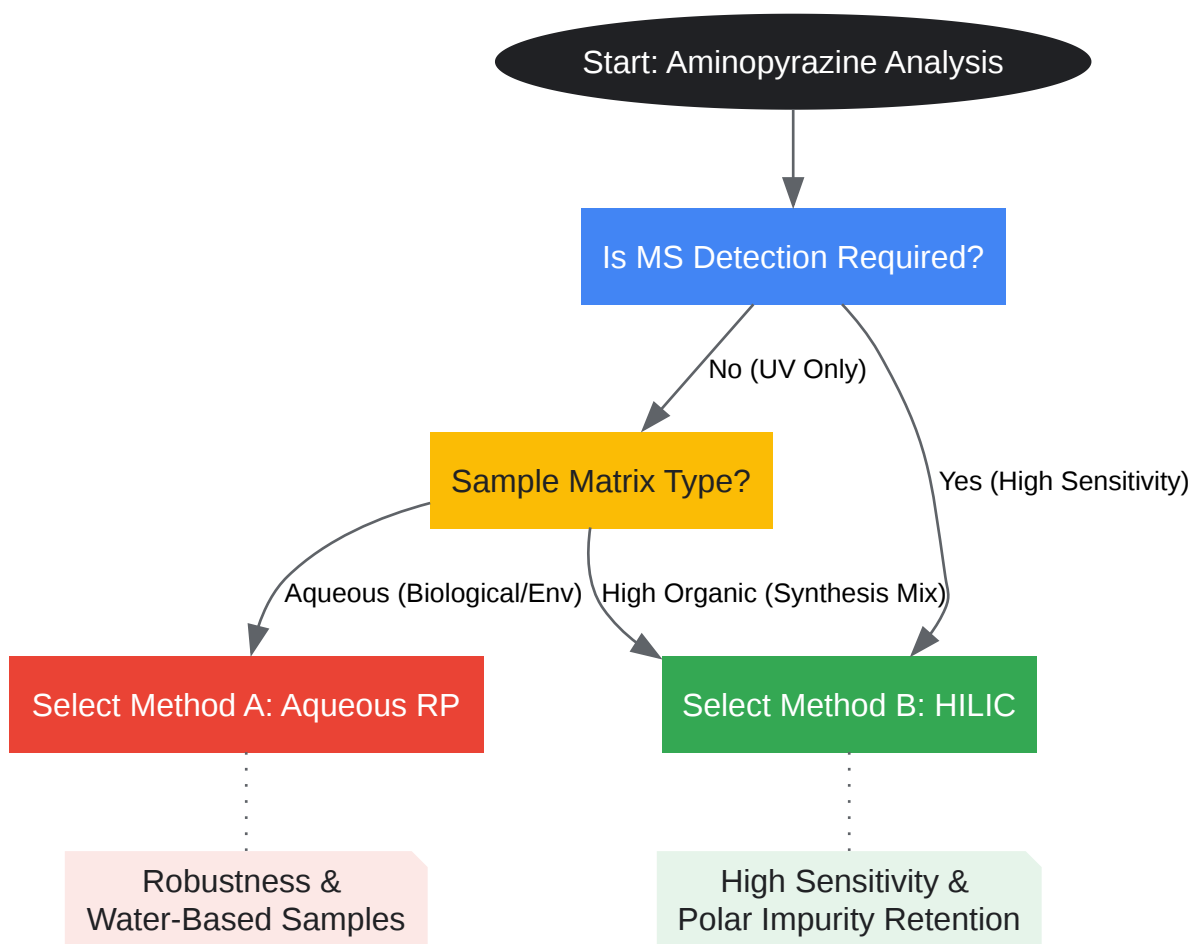 Start: Aminopyrazine Analysis
Is MS Detection Required?
No (UV Only)
Sample Matrix Type?
Yes (High Sensitivity)
Aqueous (Biological/Env)
High Organic (Synthesis Mix)
Select Method A: Aqueous RP
Select Method B: HILIC
Robustness &
Water-Based Samples
High Sensitivity &
Polar Impurity Retention